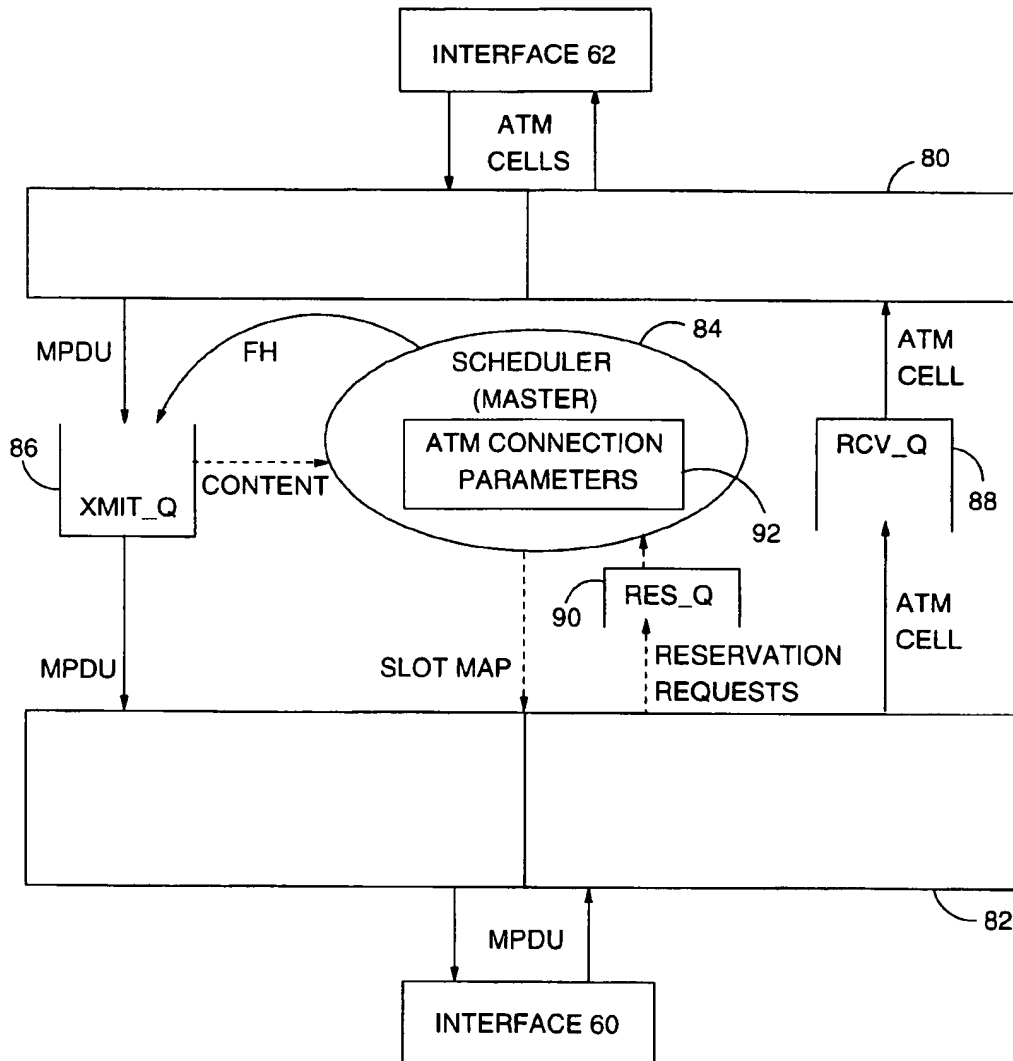 INTERFACE 62
ATM
CELLS
80
MPDU
FH
84
SCHEDULER
(MASTER)
ATM CONNECTION
PARAMETERS
92
ATM
CELL
86
XMIT_Q
CONTENT
RCV_Q
88
90
RES_Q
MPDU
SLOT MAP
RESERVATION
REQUESTS
ATM
CELL
82
MPDU
INTERFACE 60